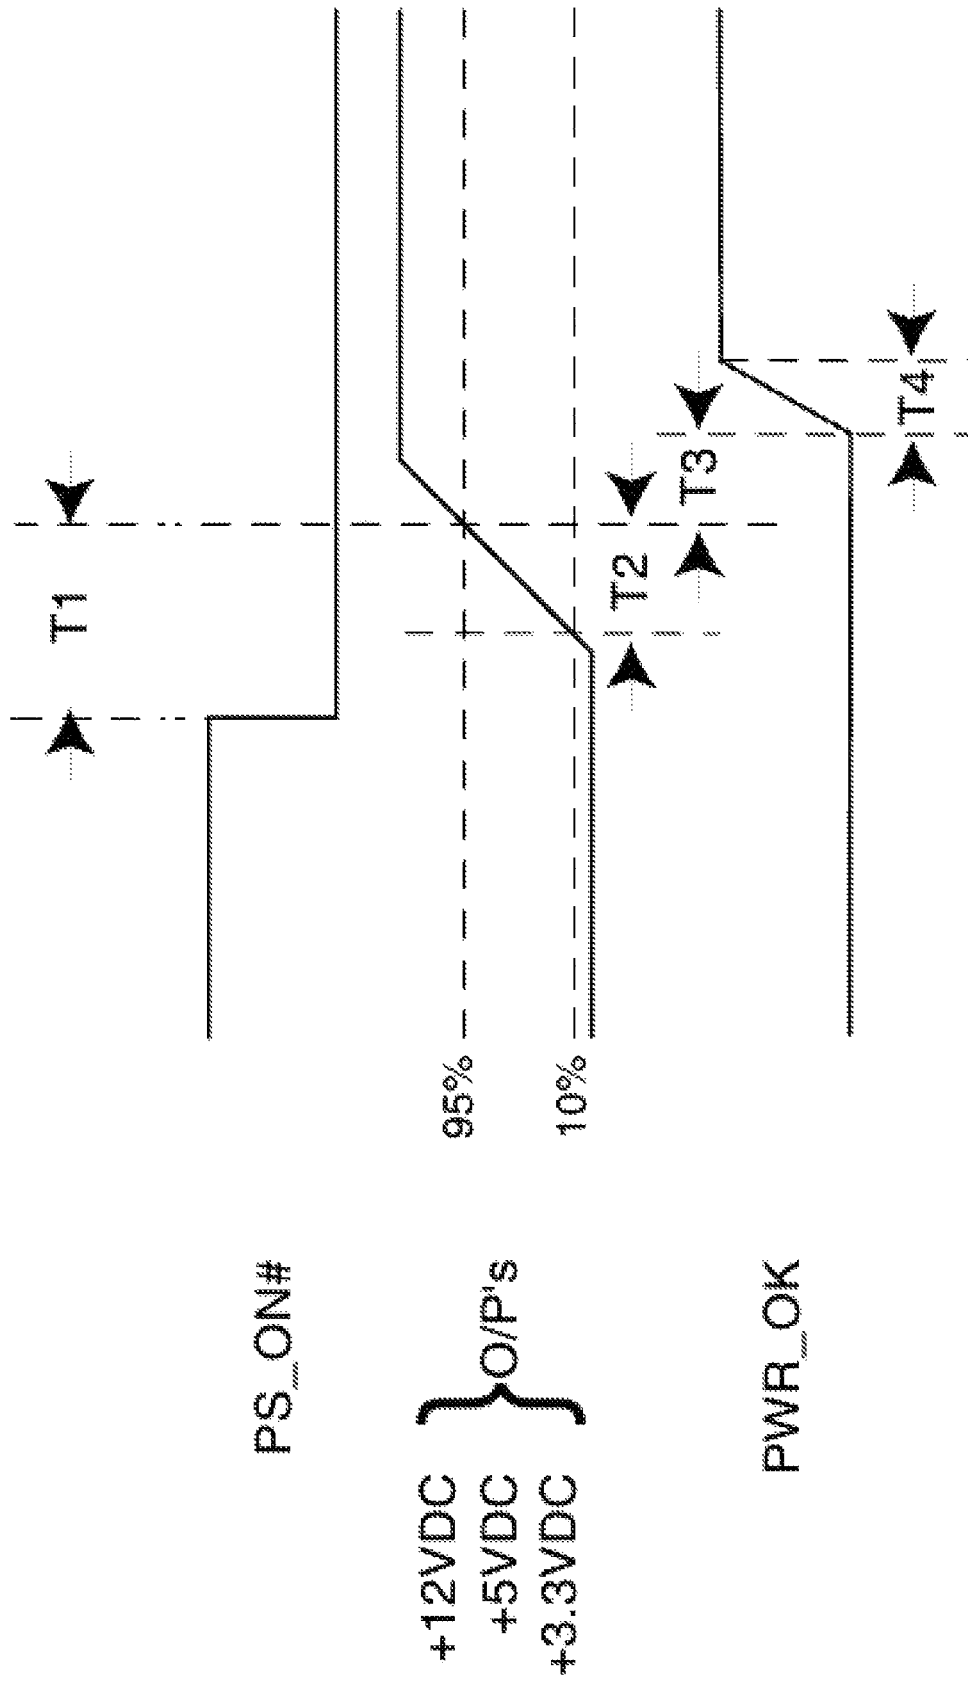 T1
PS_ON#
95%
+12VDC
+5VDC
+3.3VDC
O/P's
10%
T2
T3
PWR_OK
T4